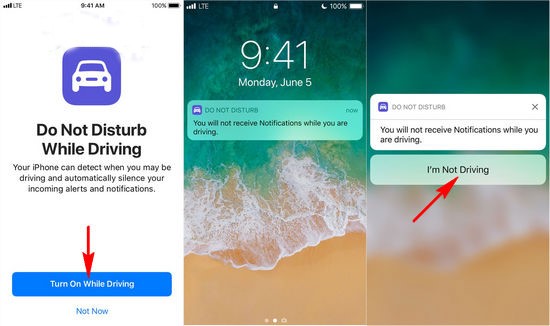 LTE 9:41 AM 100%
Do Not Disturb
While Driving
Your iPhone can detect when you may be
driving and automatically silence your
incoming alerts and notifications.
Turn On While Driving
Not Now
LTE 100%
9:41
Monday, June 5
DO NOT DISTURB now
You will not receive Notifications while you are
driving.
DO NOT DISTURB
You will not receive Notifications while you
are driving.
I'm Not Driving